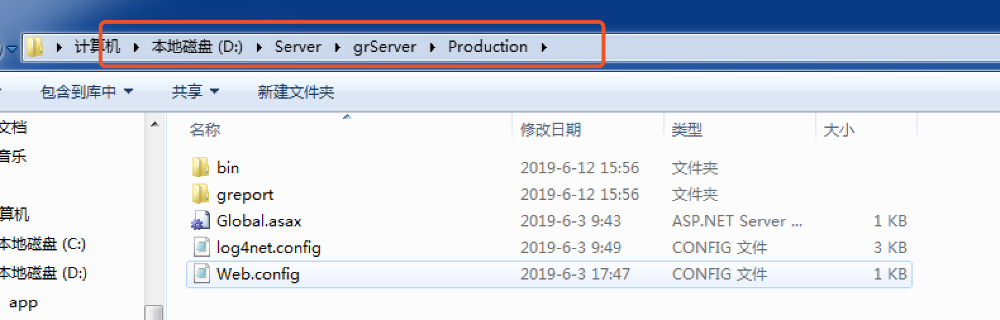 计算机 本地磁盘 (D:) Server grServer Production
包含到库中 共享 新建文件夹
文档
音乐
算机
本地磁盘 (C:)
本地磁盘 (D:)
app
名称 修改日期 类型 大小
bin 2019-6-12 15:56 文件夹
greport 2019-6-12 15:56 文件夹
Global.asax 2019-6-3 9:43 ASP.NET Server ... 1 KB
log4net.config 2019-6-3 9:49 CONFIG 文件 3 KB
Web.config 2019-6-3 17:47 CONFIG 文件 1 KB